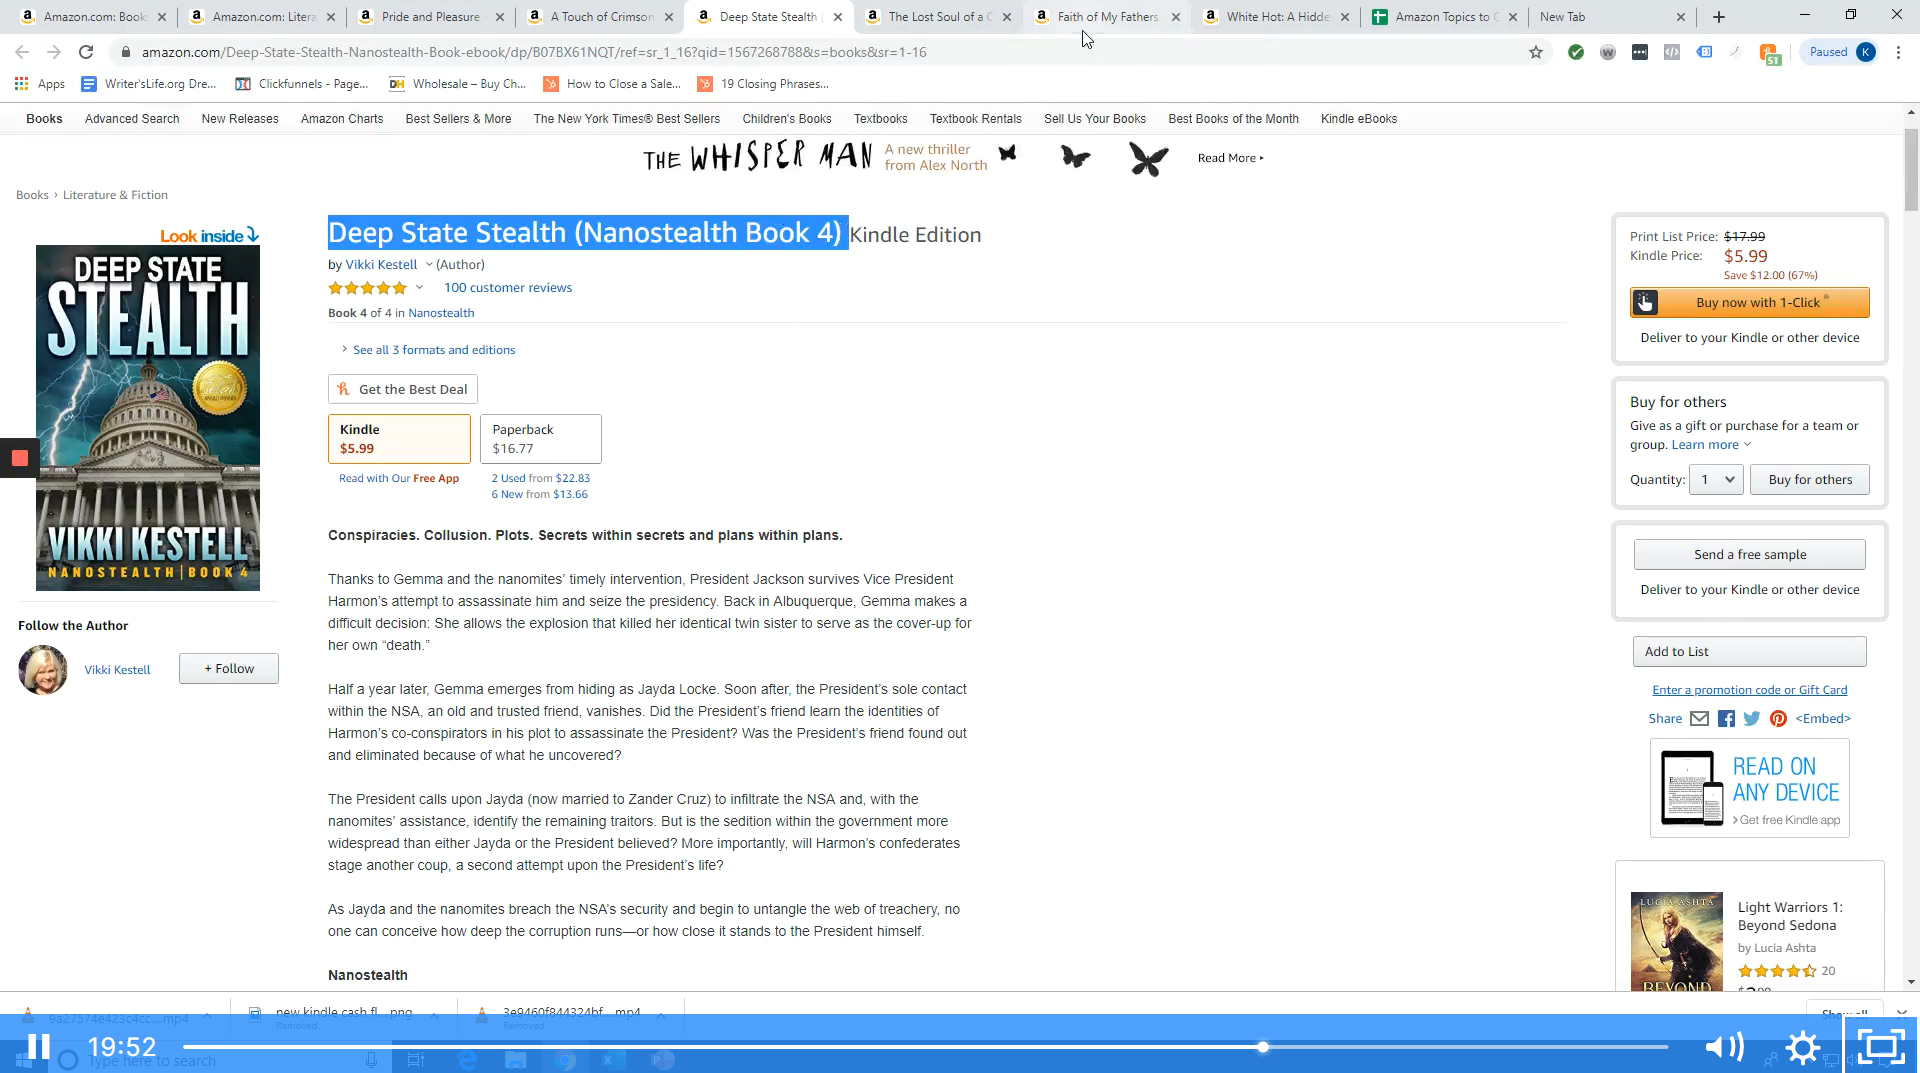 Amazon.com: Book
Amazon.com: Litera
Pride and Pleasure
A Touch of Crimson
Deep State Stealth (
The Lost Soul of a C
Faith of My Fathers
White Hot: A Hidde
Amazon Topics to C
New Tab
amazon.com/Deep-State-Stealth-Nanostealth-Book-ebook/dp/B07BX61NQT/ref=sr_1_16?qid=1567268788&s=books&sr=1-16
51
Paused
K
Apps
Writer'sLife.org Dre...
Clickfunnels - Page...
DH
Wholesale – Buy Ch...
How to Close a Sale...
19 Closing Phrases...
Books
Advanced Search
New Releases
Amazon Charts
Best Sellers & More
The New York Times® Best Sellers
Children's Books
Textbooks
Textbook Rentals
Sell Us Your Books
Best Books of the Month
Kindle eBooks
THE WHISPER MAN
A new thriller
from Alex North
Read More ▸
Books › Literature & Fiction
Look inside
DEEP STATE
STEALTH
VIKKI KESTELL
NANOSTEALTH | BOOK 4
Follow the Author
Vikki Kestell
+ Follow
Deep State Stealth (Nanostealth Book 4) Kindle Edition
by Vikki Kestell (Author)
100 customer reviews
Book 4 of 4 in Nanostealth
› See all 3 formats and editions
Get the Best Deal
Kindle
$5.99
Paperback
$16.77
Read with Our Free App
2 Used from $22.83
6 New from $13.66
Conspiracies. Collusion. Plots. Secrets within secrets and plans within plans.
Thanks to Gemma and the nanomites’ timely intervention, President Jackson survives Vice President
Harmon’s attempt to assassinate him and seize the presidency. Back in Albuquerque, Gemma makes a
difficult decision: She allows the explosion that killed her identical twin sister to serve as the cover-up for
her own “death.”
Half a year later, Gemma emerges from hiding as Jayda Locke. Soon after, the President’s sole contact
within the NSA, an old and trusted friend, vanishes. Did the President’s friend learn the identities of
Harmon’s co-conspirators in his plot to assassinate the President? Was the President’s friend found out
and eliminated because of what he uncovered?
The President calls upon Jayda (now married to Zander Cruz) to infiltrate the NSA and, with the
nanomites’ assistance, identify the remaining traitors. But is the sedition within the government more
widespread than either Jayda or the President believed? More importantly, will Harmon’s confederates
stage another coup, a second attempt upon the President’s life?
As Jayda and the nanomites breach the NSA’s security and begin to untangle the web of treachery, no
one can conceive how deep the corruption runs—or how close it stands to the President himself.
Nanostealth
Print List Price: $17.99
Kindle Price: $5.99
Save $12.00 (67%)
Buy now with 1-Click ®
Deliver to your Kindle or other device
Buy for others
Give as a gift or purchase for a team or
group. Learn more
Quantity: 1
Buy for others
Send a free sample
Deliver to your Kindle or other device
Add to List
Enter a promotion code or Gift Card
Share
<Embed>
READ ON
ANY DEVICE
› Get free Kindle app
LUCIA ASHTA
BEYOND
Light Warriors 1:
Beyond Sedona
by Lucia Ashta
20
9a27574e423c4cc....mp4
new kindle cash fl....png
Removed
3e9460f844324bf....mp4
Removed
Show all
19:52
Type here to search